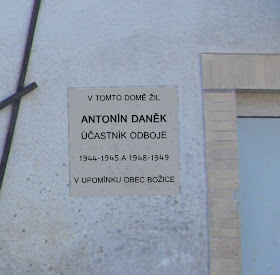 V TOMTO DOMĚ ŽIL
ANTONÍN DANĚK
ÚČASTNÍK ODBOJE
1944-1945 A 1948-1949
V UPOMÍNKU OBEC BOŽICE